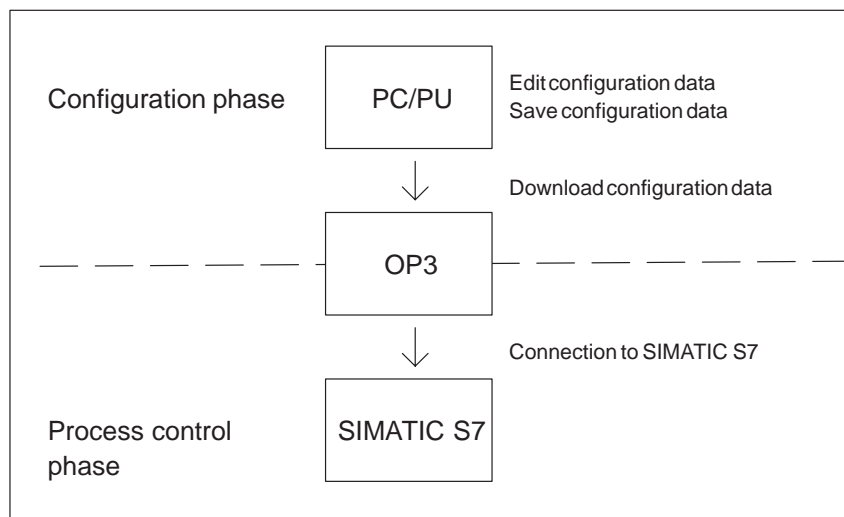 Configuration phase
PC/PU
Edit configuration data
Save configuration data
Download configuration data
OP3
Connection to SIMATIC S7
SIMATIC S7
Process control
phase